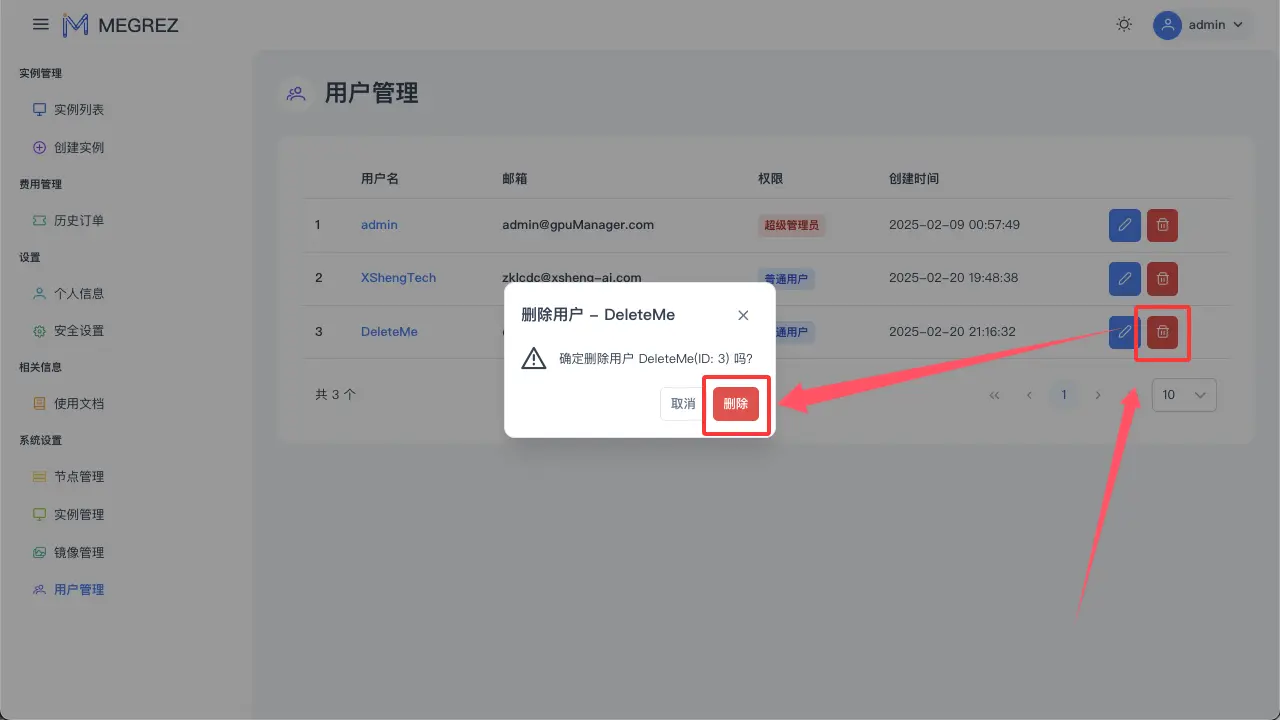 MEGREZ
admin
实例管理
实例列表
创建实例
费用管理
历史订单
设置
个人信息
安全设置
相关信息
使用文档
系统设置
节点管理
实例管理
镜像管理
用户管理
用户管理
用户名 邮箱 权限 创建时间
1 admin admin@gpuManager.com 超级管理员 2025-02-09 00:57:49
2 XShengTech zklcdc@xsheng-ai.com 普通用户 2025-02-20 19:48:38
3 DeleteMe 通用户 2025-02-20 21:16:32
共 3 个 1 10
删除用户 - DeleteMe
确定删除用户 DeleteMe(ID: 3) 吗?
取消 删除